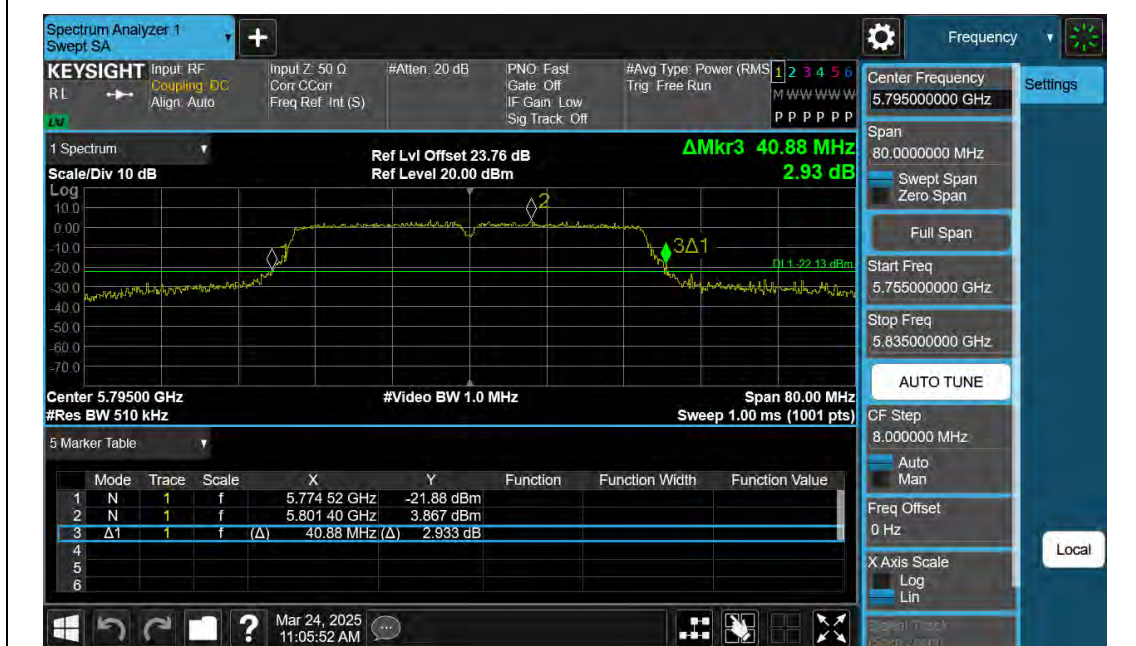 Spectrum Analyzer 1
Swept SA
+
Frequency
KEYSIGHT
Input: RF
Input Z: 50 Ω
#Atten: 20 dB
PNO: Fast
#Avg Type: Power (RMS
1 2 3 4 5 6
RL
Coupling: DC
Corr CCorr
Gate: Off
Trig: Free Run
M W W W W W
Align: Auto
Freq Ref: Int (S)
IF Gain: Low
Sig Track: Off
P P P P P P
LXI
1 Spectrum
Scale/Div 10 dB
Ref Lvl Offset 23.76 dB
Ref Level 20.00 dBm
ΔMkr3 40.88 MHz
2.93 dB
Log
10.0
0.00
-10.0
-20.0
-30.0
-40.0
-50.0
-60.0
-70.0
1
2
3Δ1
DL1 -22.13 dBm
Center 5.79500 GHz
#Video BW 1.0 MHz
Span 80.00 MHz
#Res BW 510 kHz
Sweep 1.00 ms (1001 pts)
5 Marker Table
Mode Trace Scale X Y Function Function Width Function Value
1 N 1 f 5.774 52 GHz -21.88 dBm
2 N 1 f 5.801 40 GHz 3.867 dBm
3 Δ1 1 f (Δ) 40.88 MHz (Δ) 2.933 dB
4
5
6
?
Mar 24, 2025
11:05:52 AM
Center Frequency
5.795000000 GHz
Settings
Span
80.0000000 MHz
Swept Span
Zero Span
Full Span
Start Freq
5.755000000 GHz
Stop Freq
5.835000000 GHz
AUTO TUNE
CF Step
8.000000 MHz
Auto
Man
Freq Offset
0 Hz
X Axis Scale
Log
Lin
Signal Track
Local